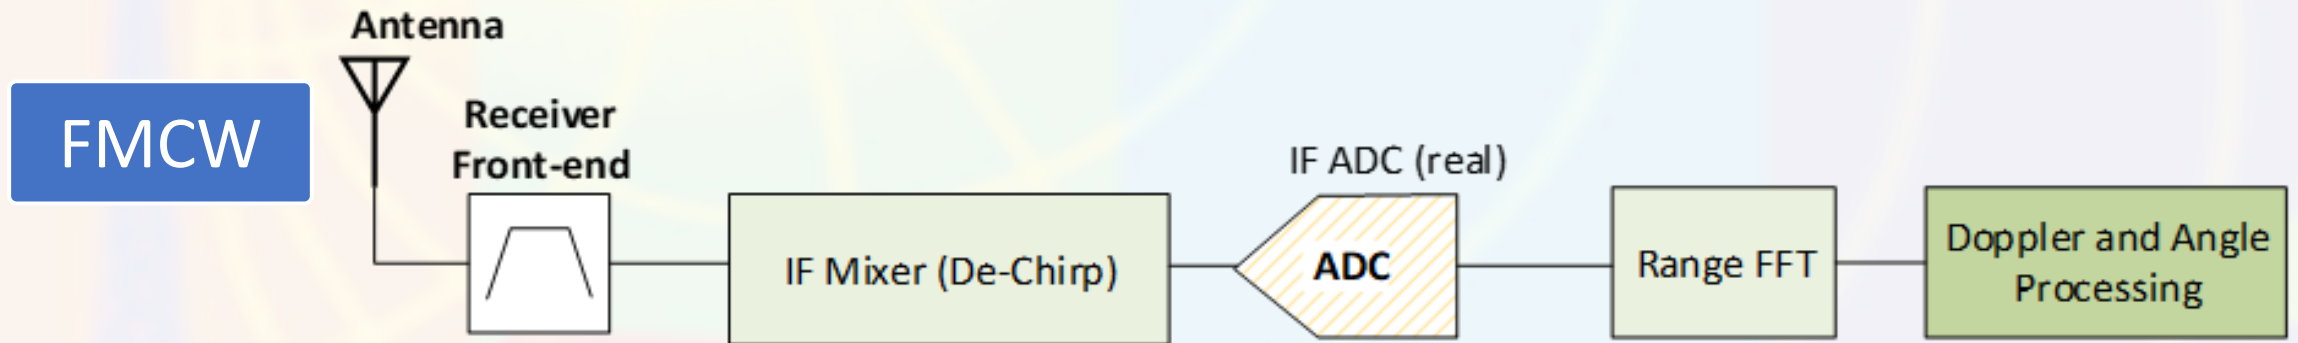 FMCW
Antenna
Receiver
Front-end
IF Mixer (De-Chirp)
IF ADC (real)
ADC
Range FFT
Doppler and Angle
Processing